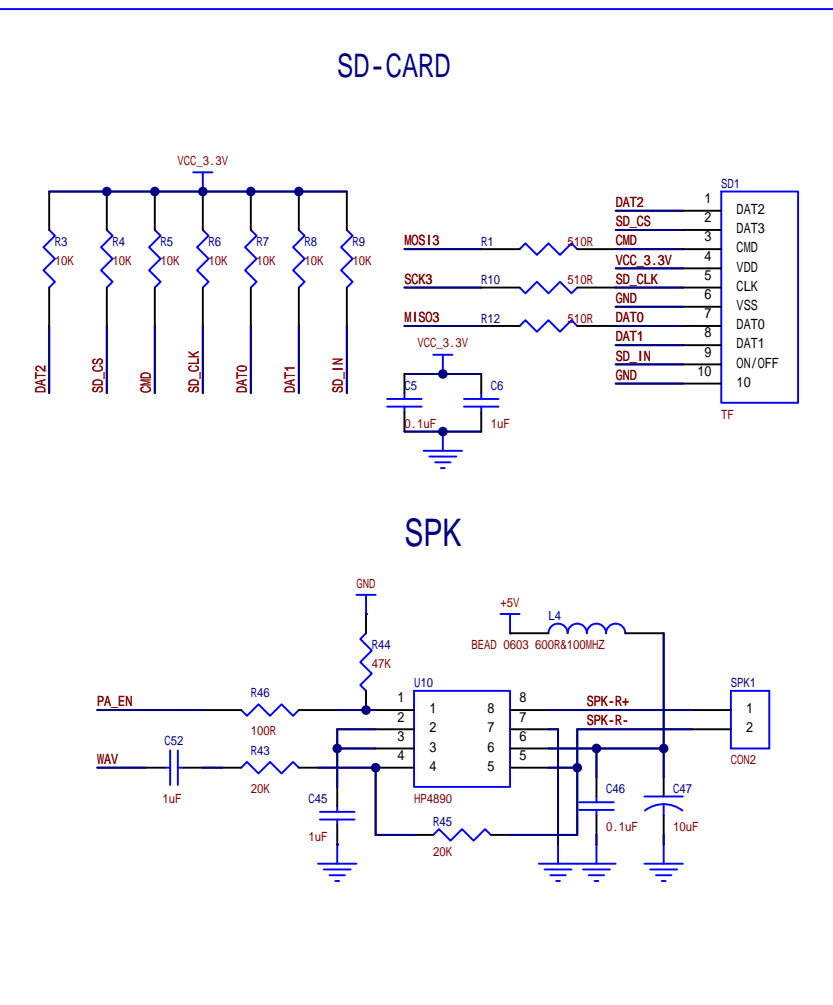 SD-CARD
VCC_3.3V
R3
10K
R4
10K
R5
10K
R6
10K
R7
10K
R8
10K
R9
10K
DAT2
SD_CS
CMD
SD_CLK
DAT0
DAT1
SD_IN
MOSI3 R1 510R CMD
SCK3 R10 510R SD_CLK
MISO3 R12 510R DAT0
VCC_3.3V
C5
0.1uF
C6
1uF
SD1
DAT2 1 DAT2
SD_CS 2 DAT3
3 CMD
VCC_3.3V 4 VDD
5 CLK
GND 6 VSS
7 DAT0
DAT1 8 DAT1
SD_IN 9 ON/OFF
GND 10 10
TF
SPK
GND
R44
47K
+5V
L4
BEAD 0603 600R&100MHZ
PA_EN
R46
100R
WAV
C52
1uF
R43
20K
C45
1uF
U10
1 1 8 8
2 2 7 7
3 3 6 6
4 4 5 5
HP4890
R45
20K
SPK-R+
SPK-R-
SPK1
1
2
CON2
C46
0.1uF
C47
10uF